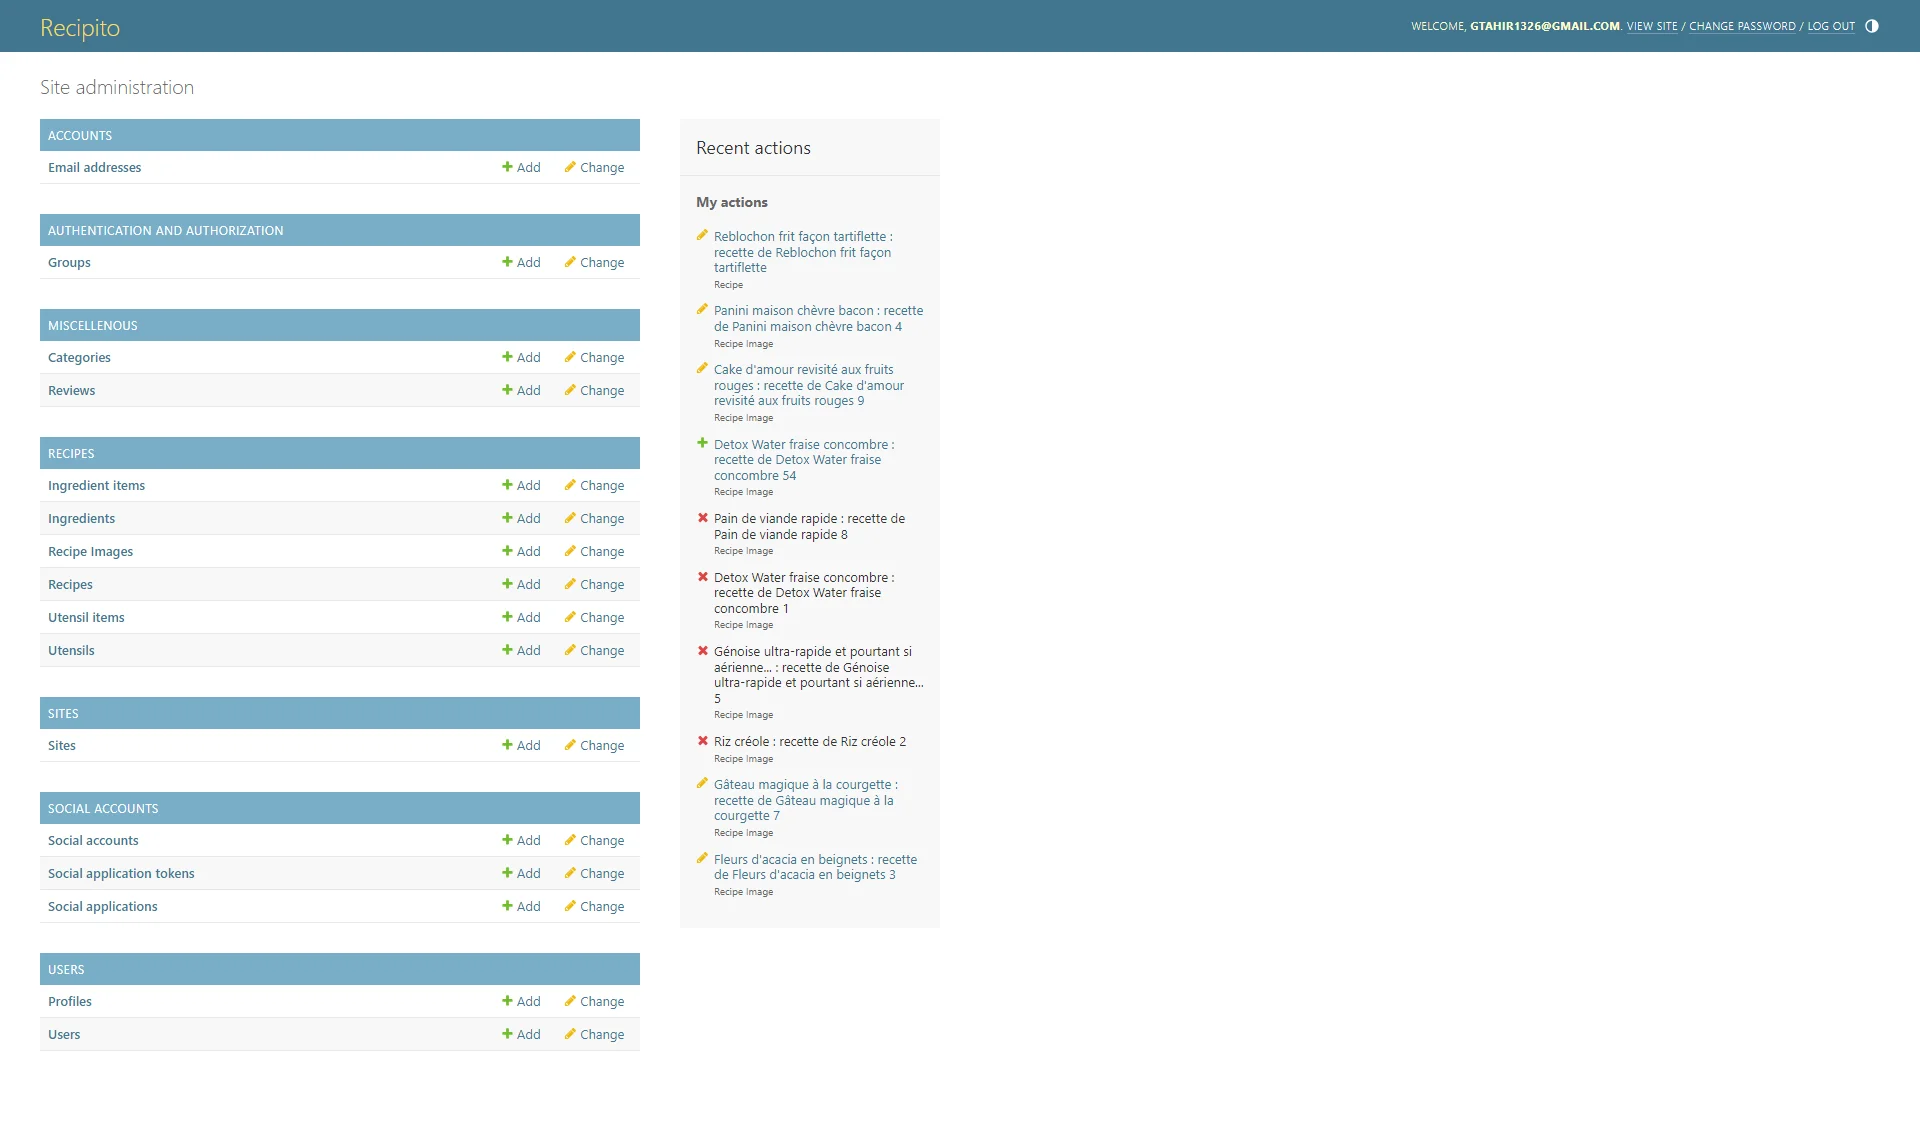 Recipito
WELCOME, GTAHIR1326@GMAIL.COM. VIEW SITE / CHANGE PASSWORD / LOG OUT
Site administration
ACCOUNTS
Email addresses Add Change
AUTHENTICATION AND AUTHORIZATION
Groups Add Change
MISCELLENOUS
Categories Add Change
Reviews Add Change
RECIPES
Ingredient items Add Change
Ingredients Add Change
Recipe Images Add Change
Recipes Add Change
Utensil items Add Change
Utensils Add Change
SITES
Sites Add Change
SOCIAL ACCOUNTS
Social accounts Add Change
Social application tokens Add Change
Social applications Add Change
USERS
Profiles Add Change
Users Add Change
Recent actions
My actions
Reblochon frit façon tartiflette :
recette de Reblochon frit façon
tartiflette
Recipe
Panini maison chèvre bacon : recette
de Panini maison chèvre bacon 4
Recipe Image
Cake d'amour revisité aux fruits
rouges : recette de Cake d'amour
revisité aux fruits rouges 9
Recipe Image
Detox Water fraise concombre :
recette de Detox Water fraise
concombre 54
Recipe Image
Pain de viande rapide : recette de
Pain de viande rapide 8
Recipe Image
Detox Water fraise concombre :
recette de Detox Water fraise
concombre 1
Recipe Image
Génoise ultra-rapide et pourtant si
aérienne... : recette de Génoise
ultra-rapide et pourtant si aérienne...
5
Recipe Image
Riz créole : recette de Riz créole 2
Recipe Image
Gâteau magique à la courgette :
recette de Gâteau magique à la
courgette 7
Recipe Image
Fleurs d'acacia en beignets : recette
de Fleurs d'acacia en beignets 3
Recipe Image